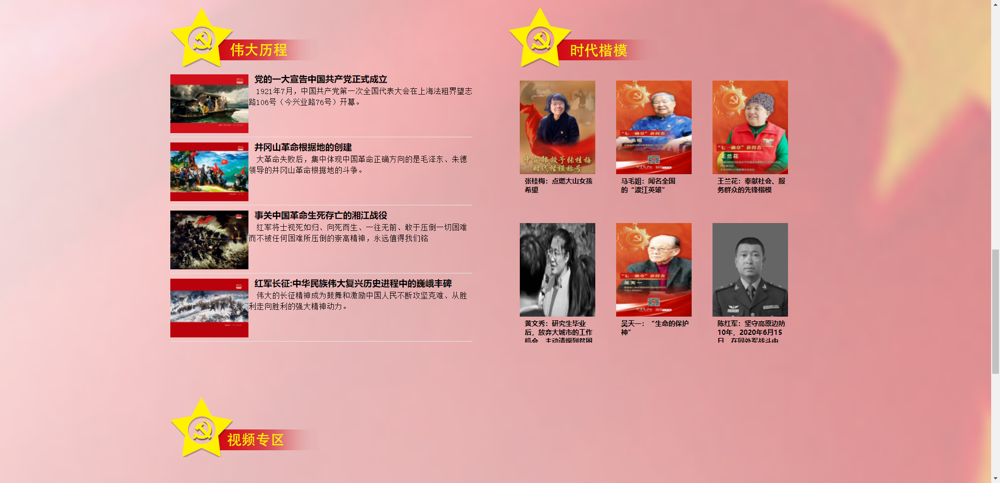 伟大历程
党的一大宣告中国共产党正式成立
1921年7月，中国共产党第一次全国代表大会在上海法租界望志
路106号（今兴业路76号）开幕。
井冈山革命根据地的创建
大革命失败后，集中体现中国革命正确方向的是毛泽东、朱德
领导的井冈山革命根据地的斗争。
事关中国革命生死存亡的湘江战役
红军将士视死如归、向死而生、一往无前、敢于压倒一切困难
而不被任何困难所压倒的崇高精神，永远值得我们铭
红军长征:中华民族伟大复兴历史进程中的巍峨丰碑
伟大的长征精神成为鼓舞和激励中国人民不断攻坚克难、从胜
利走向胜利的强大精神动力。
时代楷模
中宣部授予张桂梅
时代楷模称号
张桂梅：点燃大山女孩
希望
“七一勋章”获得者
马毛姐：闻名全国
的“渡江英雄”
“七一勋章”获得者
王兰花
王兰花：奉献社会、服
务群众的先锋楷模
黄文秀：研究生毕业
后，放弃大城市的工作
机会，主动请缨到贫困
“七一勋章”获得者
吴天一
吴天一：“生命的保护
神”
陈红军：坚守高原边防
10年，2020年6月15
日，在同外军战斗中
视频专区